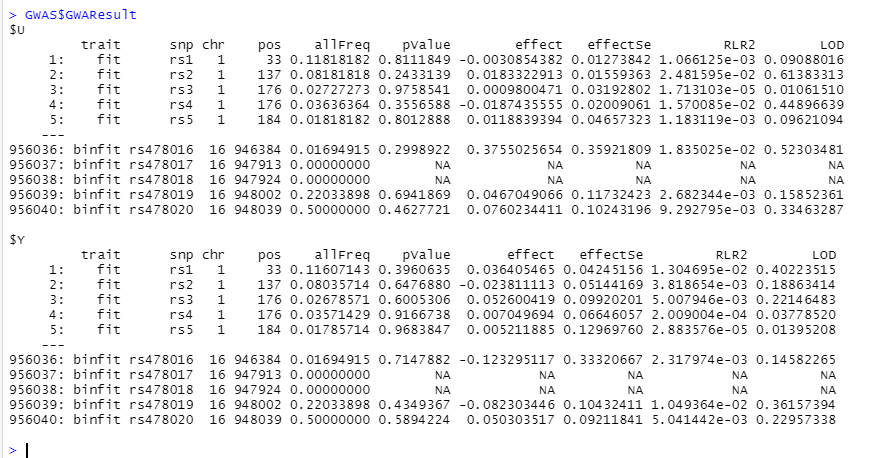 > GWAS$GWAResult
$U
trait snp chr pos allFreq pValue effect effectSe RLR2 LOD
1: fit rs1 1 33 0.11818182 0.8111849 -0.0030854382 0.01273842 1.066125e-03 0.09088016
2: fit rs2 1 137 0.08181818 0.2433139 0.0183322913 0.01559363 2.481595e-02 0.61383313
3: fit rs3 1 176 0.02727273 0.9758541 0.0009800471 0.03192802 1.713103e-05 0.01061510
4: fit rs4 1 176 0.03636364 0.3556588 -0.0187435555 0.02009061 1.570085e-02 0.44896639
5: fit rs5 1 184 0.01818182 0.8012888 0.0118839394 0.04657323 1.183119e-03 0.09621094
---
956036: binfit rs478016 16 946384 0.01694915 0.2998922 0.3755025654 0.35921809 1.835025e-02 0.52303481
956037: binfit rs478017 16 947913 0.00000000 NA NA NA NA NA
956038: binfit rs478018 16 947924 0.00000000 NA NA NA NA NA
956039: binfit rs478019 16 948002 0.22033898 0.6941869 0.0467049066 0.11732423 2.682344e-03 0.15852361
956040: binfit rs478020 16 948039 0.50000000 0.4627721 0.0760234411 0.10243196 9.292795e-03 0.33463287
$Y
trait snp chr pos allFreq pValue effect effectSe RLR2 LOD
1: fit rs1 1 33 0.11607143 0.3960635 0.036405465 0.04245156 1.304695e-02 0.40223515
2: fit rs2 1 137 0.08035714 0.6476880 -0.023811113 0.05144169 3.818654e-03 0.18863414
3: fit rs3 1 176 0.02678571 0.6005306 0.052600419 0.09920201 5.007946e-03 0.22146483
4: fit rs4 1 176 0.03571429 0.9166738 0.007049694 0.06646057 2.009004e-04 0.03778520
5: fit rs5 1 184 0.01785714 0.9683847 0.005211885 0.12969760 2.883576e-05 0.01395208
---
956036: binfit rs478016 16 946384 0.01694915 0.7147882 -0.123295117 0.33320667 2.317974e-03 0.14582265
956037: binfit rs478017 16 947913 0.00000000 NA NA NA NA NA
956038: binfit rs478018 16 947924 0.00000000 NA NA NA NA NA
956039: binfit rs478019 16 948002 0.22033898 0.4349367 -0.082303446 0.10432411 1.049364e-02 0.36157394
956040: binfit rs478020 16 948039 0.50000000 0.5894224 0.050303517 0.09211841 5.041442e-03 0.22957338
>